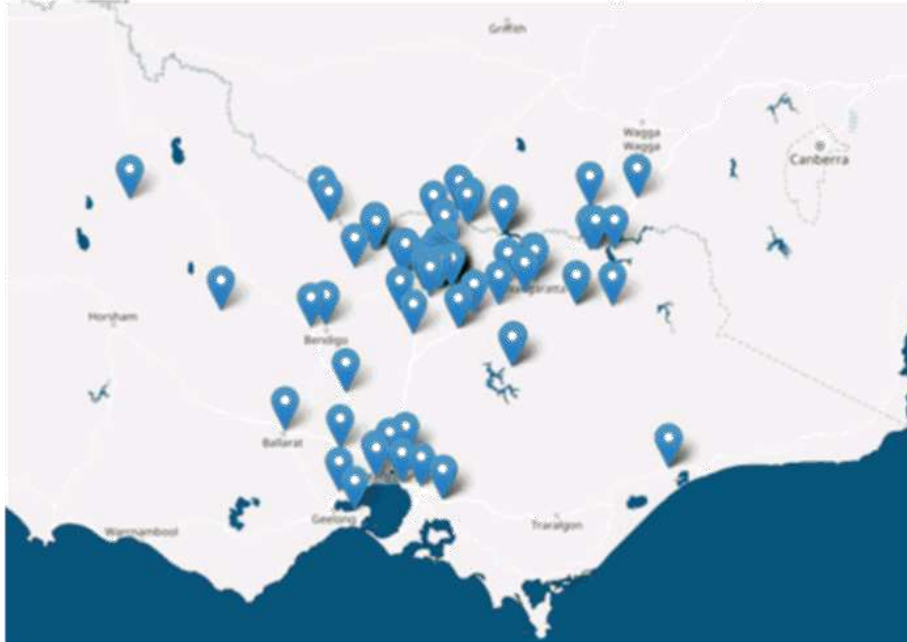 Griffith
Wagga
Wagga
Canberra
Horsham
Bendigo
Ballarat
Geelong
Warrnambool
Traralgon